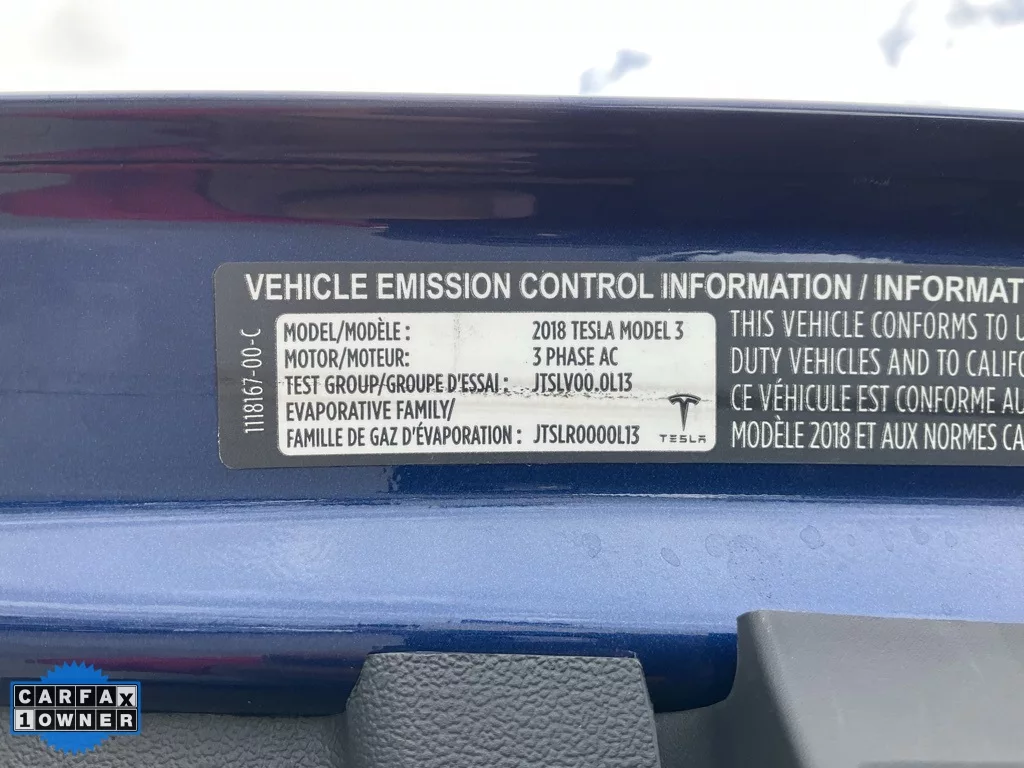 VEHICLE EMISSION CONTROL INFORMATION / INFORMAT
1118167-00-C
MODEL/MODÈLE : 2018 TESLA MODEL 3
MOTOR/MOTEUR: 3 PHASE AC
TEST GROUP/GROUPE D'ESSAI : JTSLV00.0L13
EVAPORATIVE FAMILY/
FAMILLE DE GAZ D'ÉVAPORATION : JTSLR0000L13
TESLA
THIS VEHICLE CONFORMS TO U
DUTY VEHICLES AND TO CALIFO
CE VÉHICULE EST CONFORME AU
MODÈLE 2018 ET AUX NORMES CA
CARFAX
1 OWNER